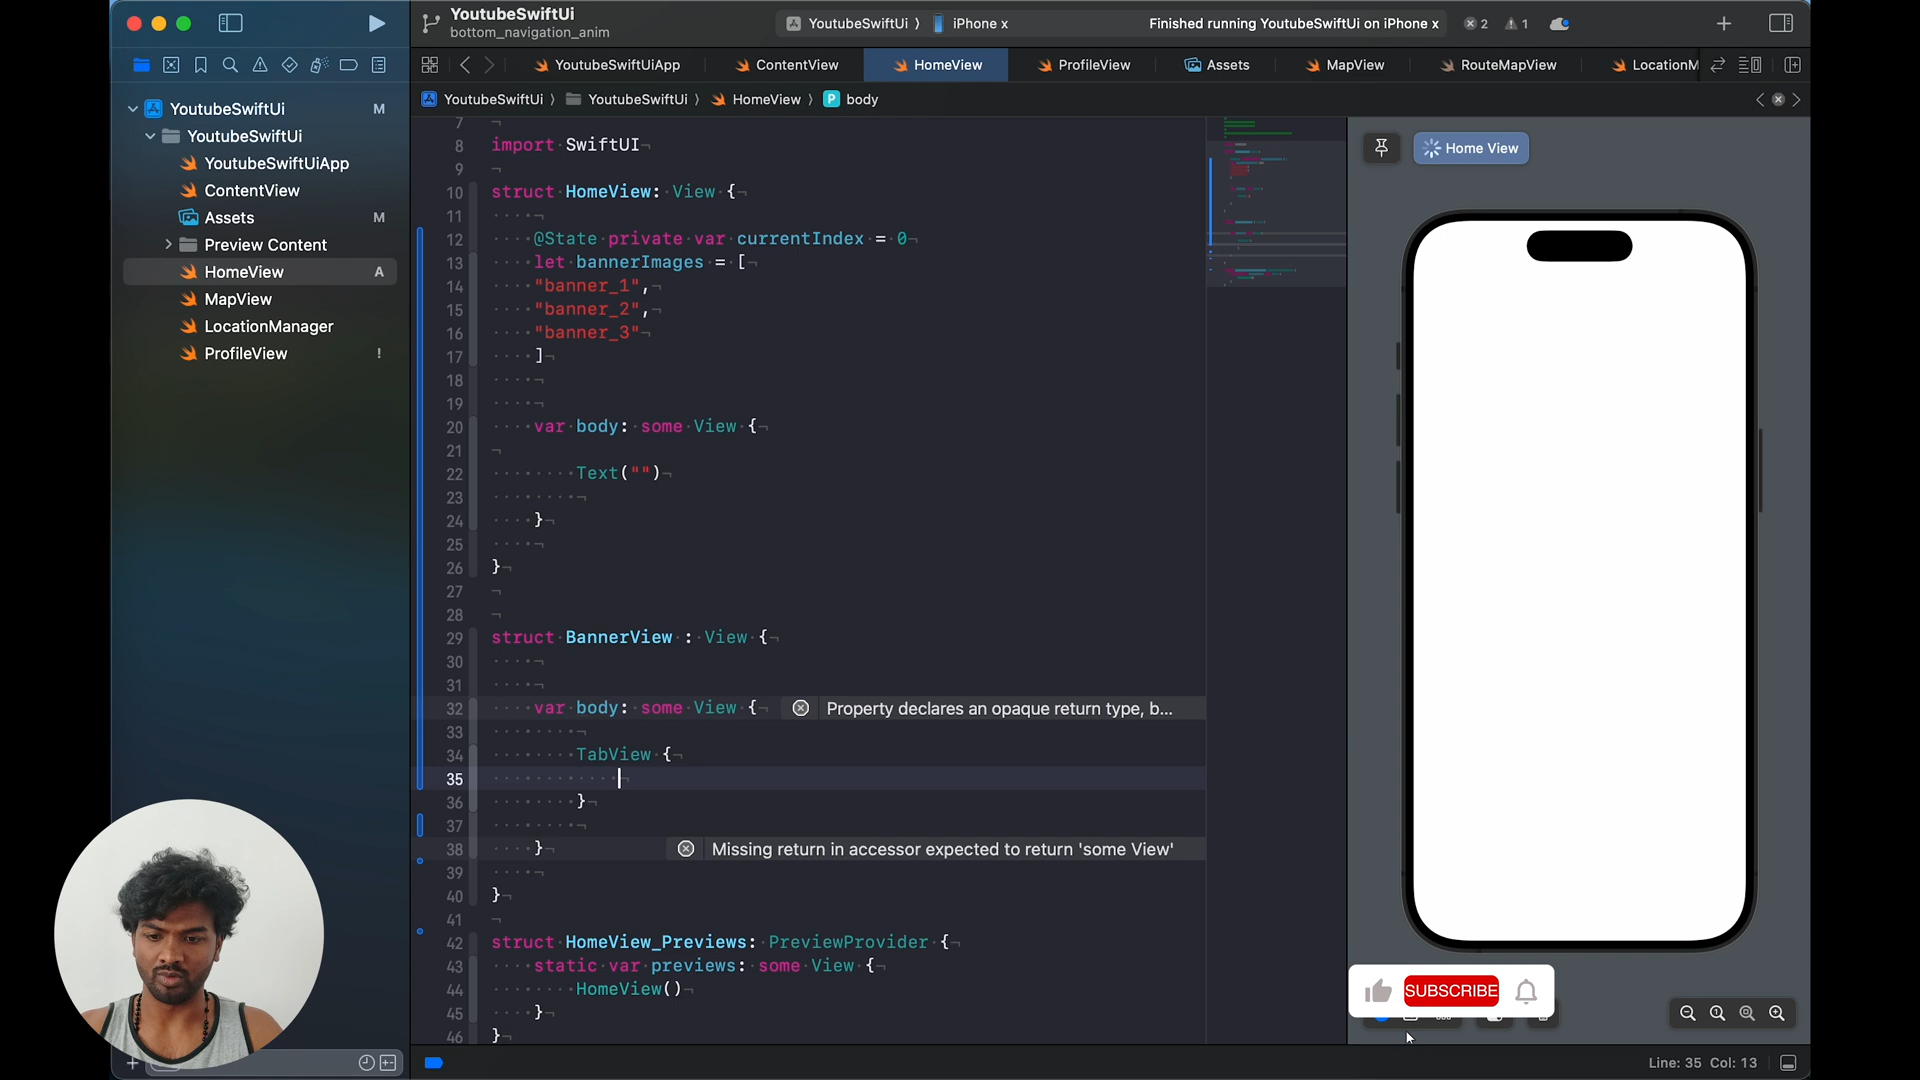 YoutubeSwiftUi
bottom_navigation_anim
YoutubeSwiftUi 〉 iPhone x
Finished running YoutubeSwiftUi on iPhone x
2
1
YoutubeSwiftUiApp
ContentView
HomeView
ProfileView
Assets
MapView
RouteMapView
LocationM
YoutubeSwiftUi 〉 YoutubeSwiftUi 〉 HomeView 〉 P body
YoutubeSwiftUi M
YoutubeSwiftUi
YoutubeSwiftUiApp
ContentView
Assets M
Preview Content
HomeView A
MapView
LocationManager
ProfileView !
7
8 import SwiftUI
9
10 struct HomeView: View {
11
12 @State private var currentIndex = 0
13 let bannerImages = [
14 "banner_1",
15 "banner_2",
16 "banner_3"
17 ]
18
19
20 var body: some View {
21
22 Text("")
23
24 }
25
26 }
27
28
29 struct BannerView : View {
30
31
32 var body: some View { Property declares an opaque return type, b...
33
34 TabView {
35
36 }
37
38 } Missing return in accessor expected to return 'some View'
39
40 }
41
42 struct HomeView_Previews: PreviewProvider {
43 static var previews: some View {
44 HomeView()
45 }
46 }
Home View
SUBSCRIBE
Line: 35 Col: 13